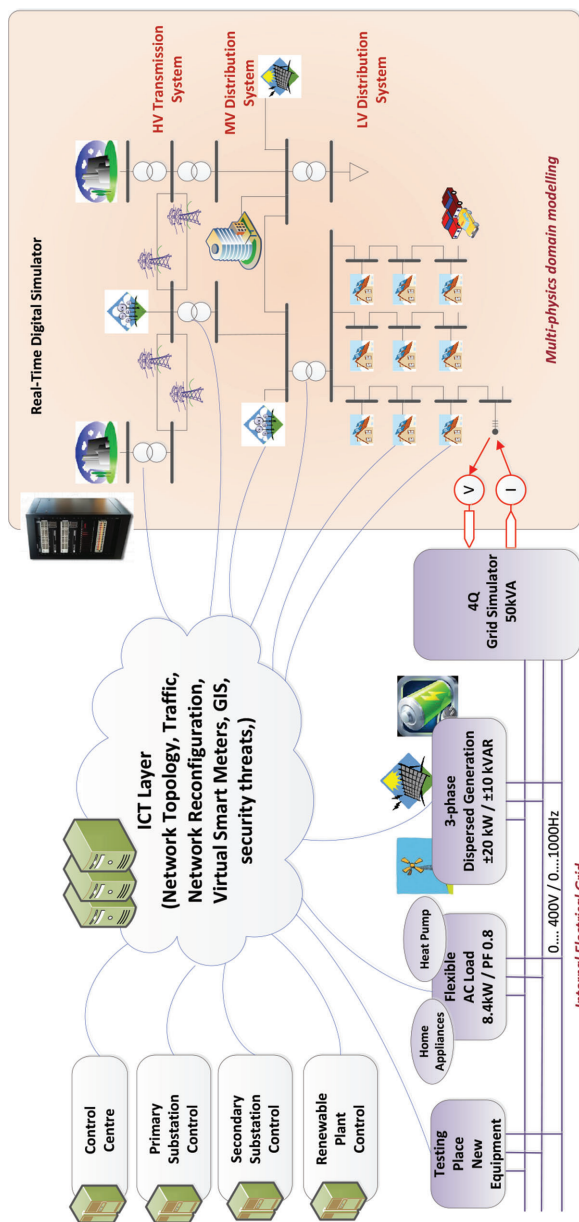 Real-Time Digital Simulator
HV Transmission
System
MV Distribution
System
LV Distribution
System
Multi-physics domain modelling
ICT Layer
(Network Topology, Traffic,
Network Reconfiguration,
Virtual Smart Meters, GIS,
security threats,)
Control
Centre
Primary
Substation
Control
Secondary
Substation
Control
Renewable
Plant
Control
V
I
4Q
Grid Simulator
50kVA
3-phase
Dispersed Generation
±20 kW / ±10 kVAR
Heat Pump
Flexible
AC Load
8.4kW / PF 0.8
Home
Appliances
Testing
Place
New
Equipment
0.... 400V / 0....1000Hz
Internal Electrical Grid